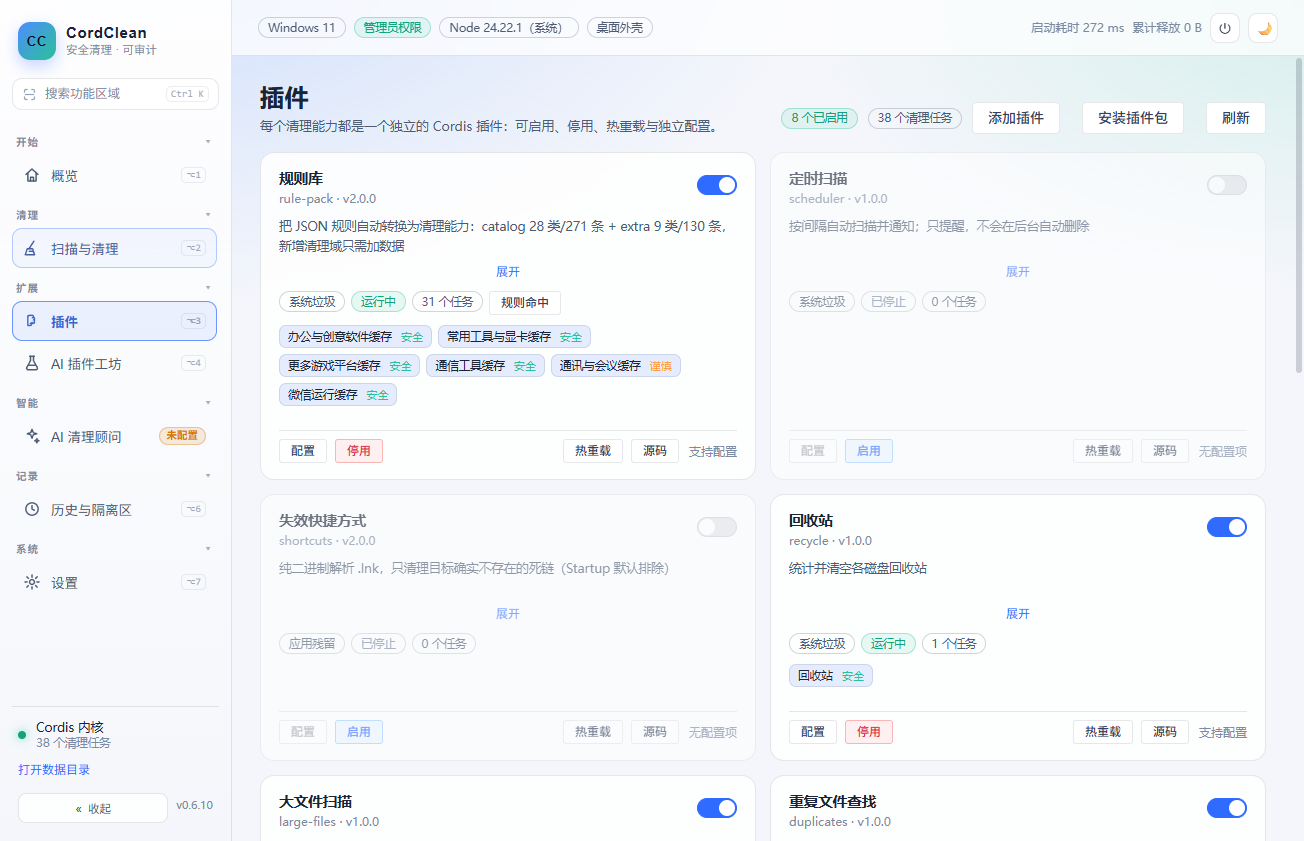 CC
CordClean
安全清理 · 可审计
搜索功能区域
Ctrl K
开始
概览
⌥1
清理
扫描与清理
⌥2
扩展
插件
⌥3
AI 插件工坊
⌥4
智能
AI 清理顾问
未配置
记录
历史与隔离区
⌥6
系统
设置
⌥7
Cordis 内核
38 个清理任务
打开数据目录
« 收起
v0.6.10
Windows 11
管理员权限
Node 24.22.1（系统）
桌面外壳
启动耗时 272 ms 累计释放 0 B
插件
每个清理能力都是一个独立的 Cordis 插件：可启用、停用、热重载与独立配置。
8 个已启用
38 个清理任务
添加插件
安装插件包
刷新
规则库
rule-pack · v2.0.0
把 JSON 规则自动转换为清理能力：catalog 28 类/271 条 + extra 9 类/130 条，
新增清理域只需加数据
展开
系统垃圾 运行中 31 个任务 规则命中
办公与创意软件缓存 安全 常用工具与显卡缓存 安全
更多游戏平台缓存 安全 通信工具缓存 安全 通讯与会议缓存 谨慎
微信运行缓存 安全
配置 停用 热重载 源码 支持配置
定时扫描
scheduler · v1.0.0
按间隔自动扫描并通知；只提醒，不会在后台自动删除
展开
系统垃圾 已停止 0 个任务
配置 启用 热重载 源码 无配置项
失效快捷方式
shortcuts · v2.0.0
纯二进制解析 .lnk，只清理目标确实不存在的死链（Startup 默认排除）
展开
应用残留 已停止 0 个任务
配置 启用 热重载 源码 无配置项
回收站
recycle · v1.0.0
统计并清空各磁盘回收站
展开
系统垃圾 运行中 1 个任务
回收站 安全
配置 停用 热重载 源码 支持配置
大文件扫描
large-files · v1.0.0
重复文件查找
duplicates · v1.0.0